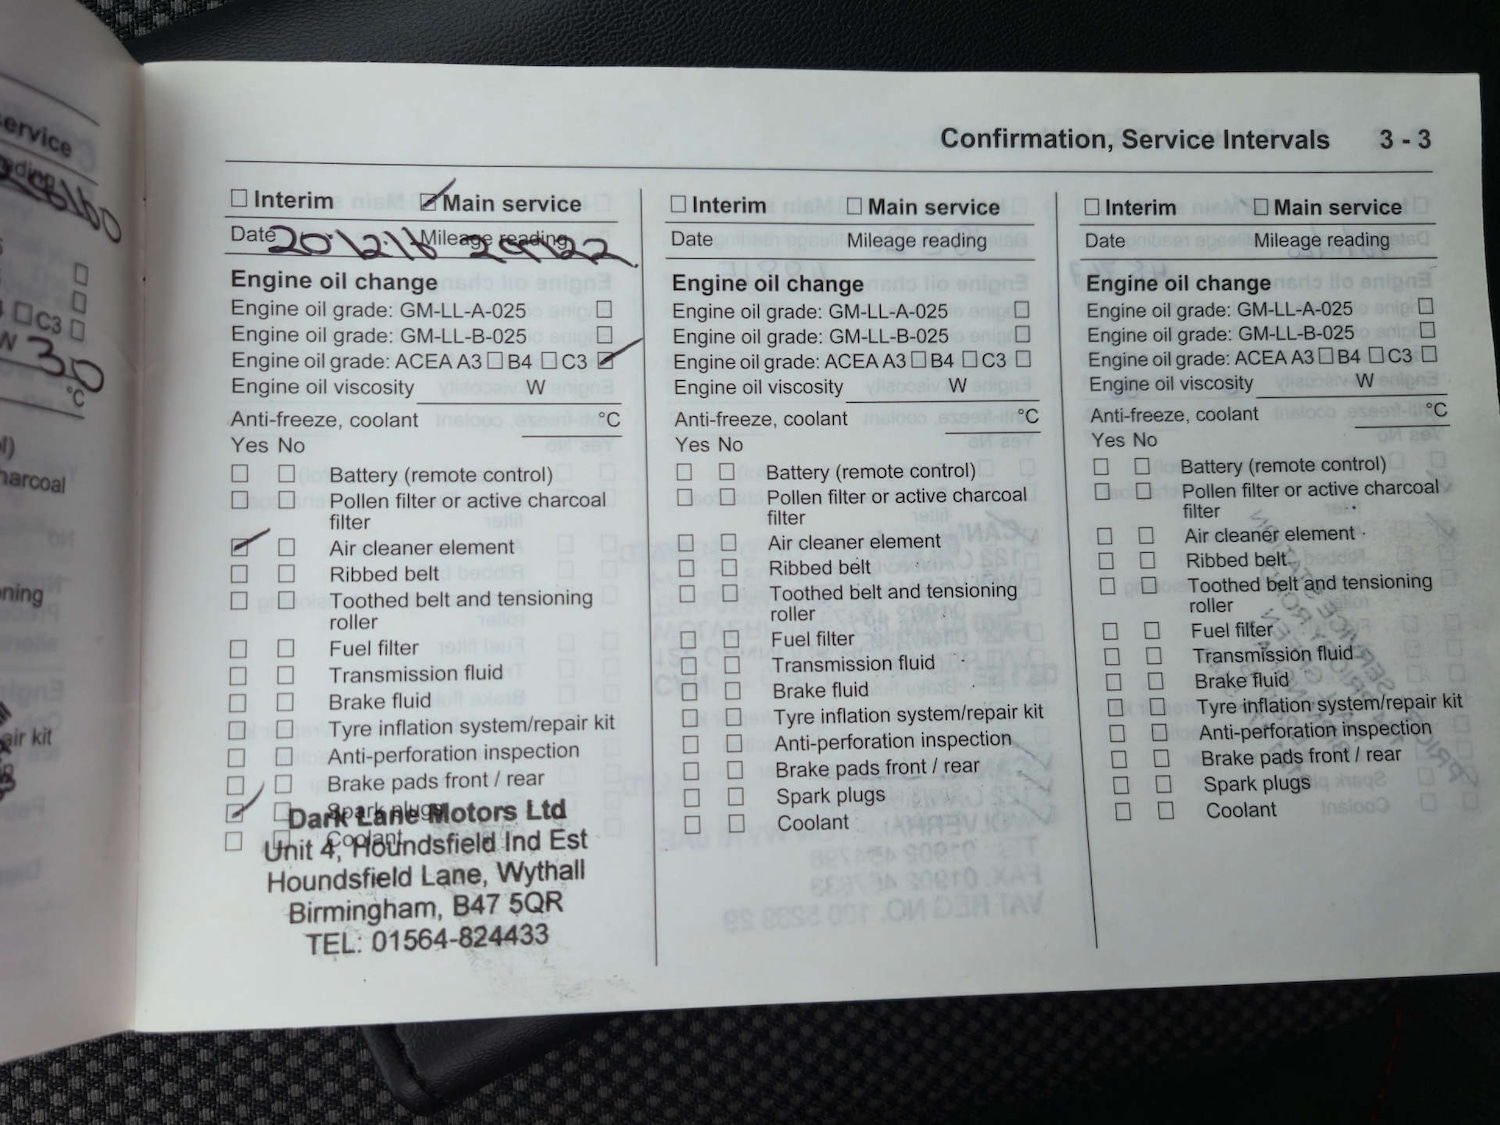 ervice
30
°C
harcoal
ning
air kit
Confirmation, Service Intervals 3 - 3
Interim Main service
Date Mileage reading
20·12·16 29122
Engine oil change
Engine oil grade: GM-LL-A-025
Engine oil grade: GM-LL-B-025
Engine oil grade: ACEA A3 B4 C3
Engine oil viscosity W
Anti-freeze, coolant °C
Yes No
Battery (remote control)
Pollen filter or active charcoal
filter
Air cleaner element
Ribbed belt
Toothed belt and tensioning
roller
Fuel filter
Transmission fluid
Brake fluid
Tyre inflation system/repair kit
Anti-perforation inspection
Brake pads front / rear
Spark plugs
Coolant
Dark Lane Motors Ltd
Unit 4, Houndsfield Ind Est
Houndsfield Lane, Wythall
Birmingham, B47 5QR
TEL: 01564-824433
Interim Main service
Date Mileage reading
Engine oil change
Engine oil grade: GM-LL-A-025
Engine oil grade: GM-LL-B-025
Engine oil grade: ACEA A3 B4 C3
Engine oil viscosity W
Anti-freeze, coolant °C
Yes No
Battery (remote control)
Pollen filter or active charcoal
filter
Air cleaner element
Ribbed belt
Toothed belt and tensioning
roller
Fuel filter
Transmission fluid
Brake fluid
Tyre inflation system/repair kit
Anti-perforation inspection
Brake pads front / rear
Spark plugs
Coolant
Interim Main service
Date Mileage reading
Engine oil change
Engine oil grade: GM-LL-A-025
Engine oil grade: GM-LL-B-025
Engine oil grade: ACEA A3 B4 C3
Engine oil viscosity W
Anti-freeze, coolant °C
Yes No
Battery (remote control)
Pollen filter or active charcoal
filter
Air cleaner element
Ribbed belt
Toothed belt and tensioning
roller
Fuel filter
Transmission fluid
Brake fluid
Tyre inflation system/repair kit
Anti-perforation inspection
Brake pads front / rear
Spark plugs
Coolant